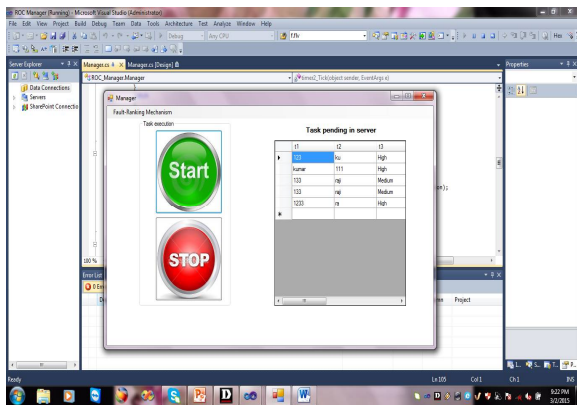 ROC Manager (Running) - Microsoft Visual Studio (Administrator)
File Edit View Project Build Debug Team Data Tools Architecture Test Analyze Window Help
Debug Any CPU
Server Explorer
Manager.cs Manager.cs [Design]
Properties
ROC_Manager.Manager
timer2_Tick(object sender, EventArgs e)
Data Connections
Servers
SharePoint Connectio
Manager
Fault-Ranking Mechanism
Task execution
Start
STOP
Task pending in server
t1 t2 t3
123 ku High
kumar 111 High
133 raji Medium
133 raji Medium
1233 m High
100 %
Error List
Project
Ready
Ln 105 Col 1 Ch 1 INS
9:22 PM
3/2/2015